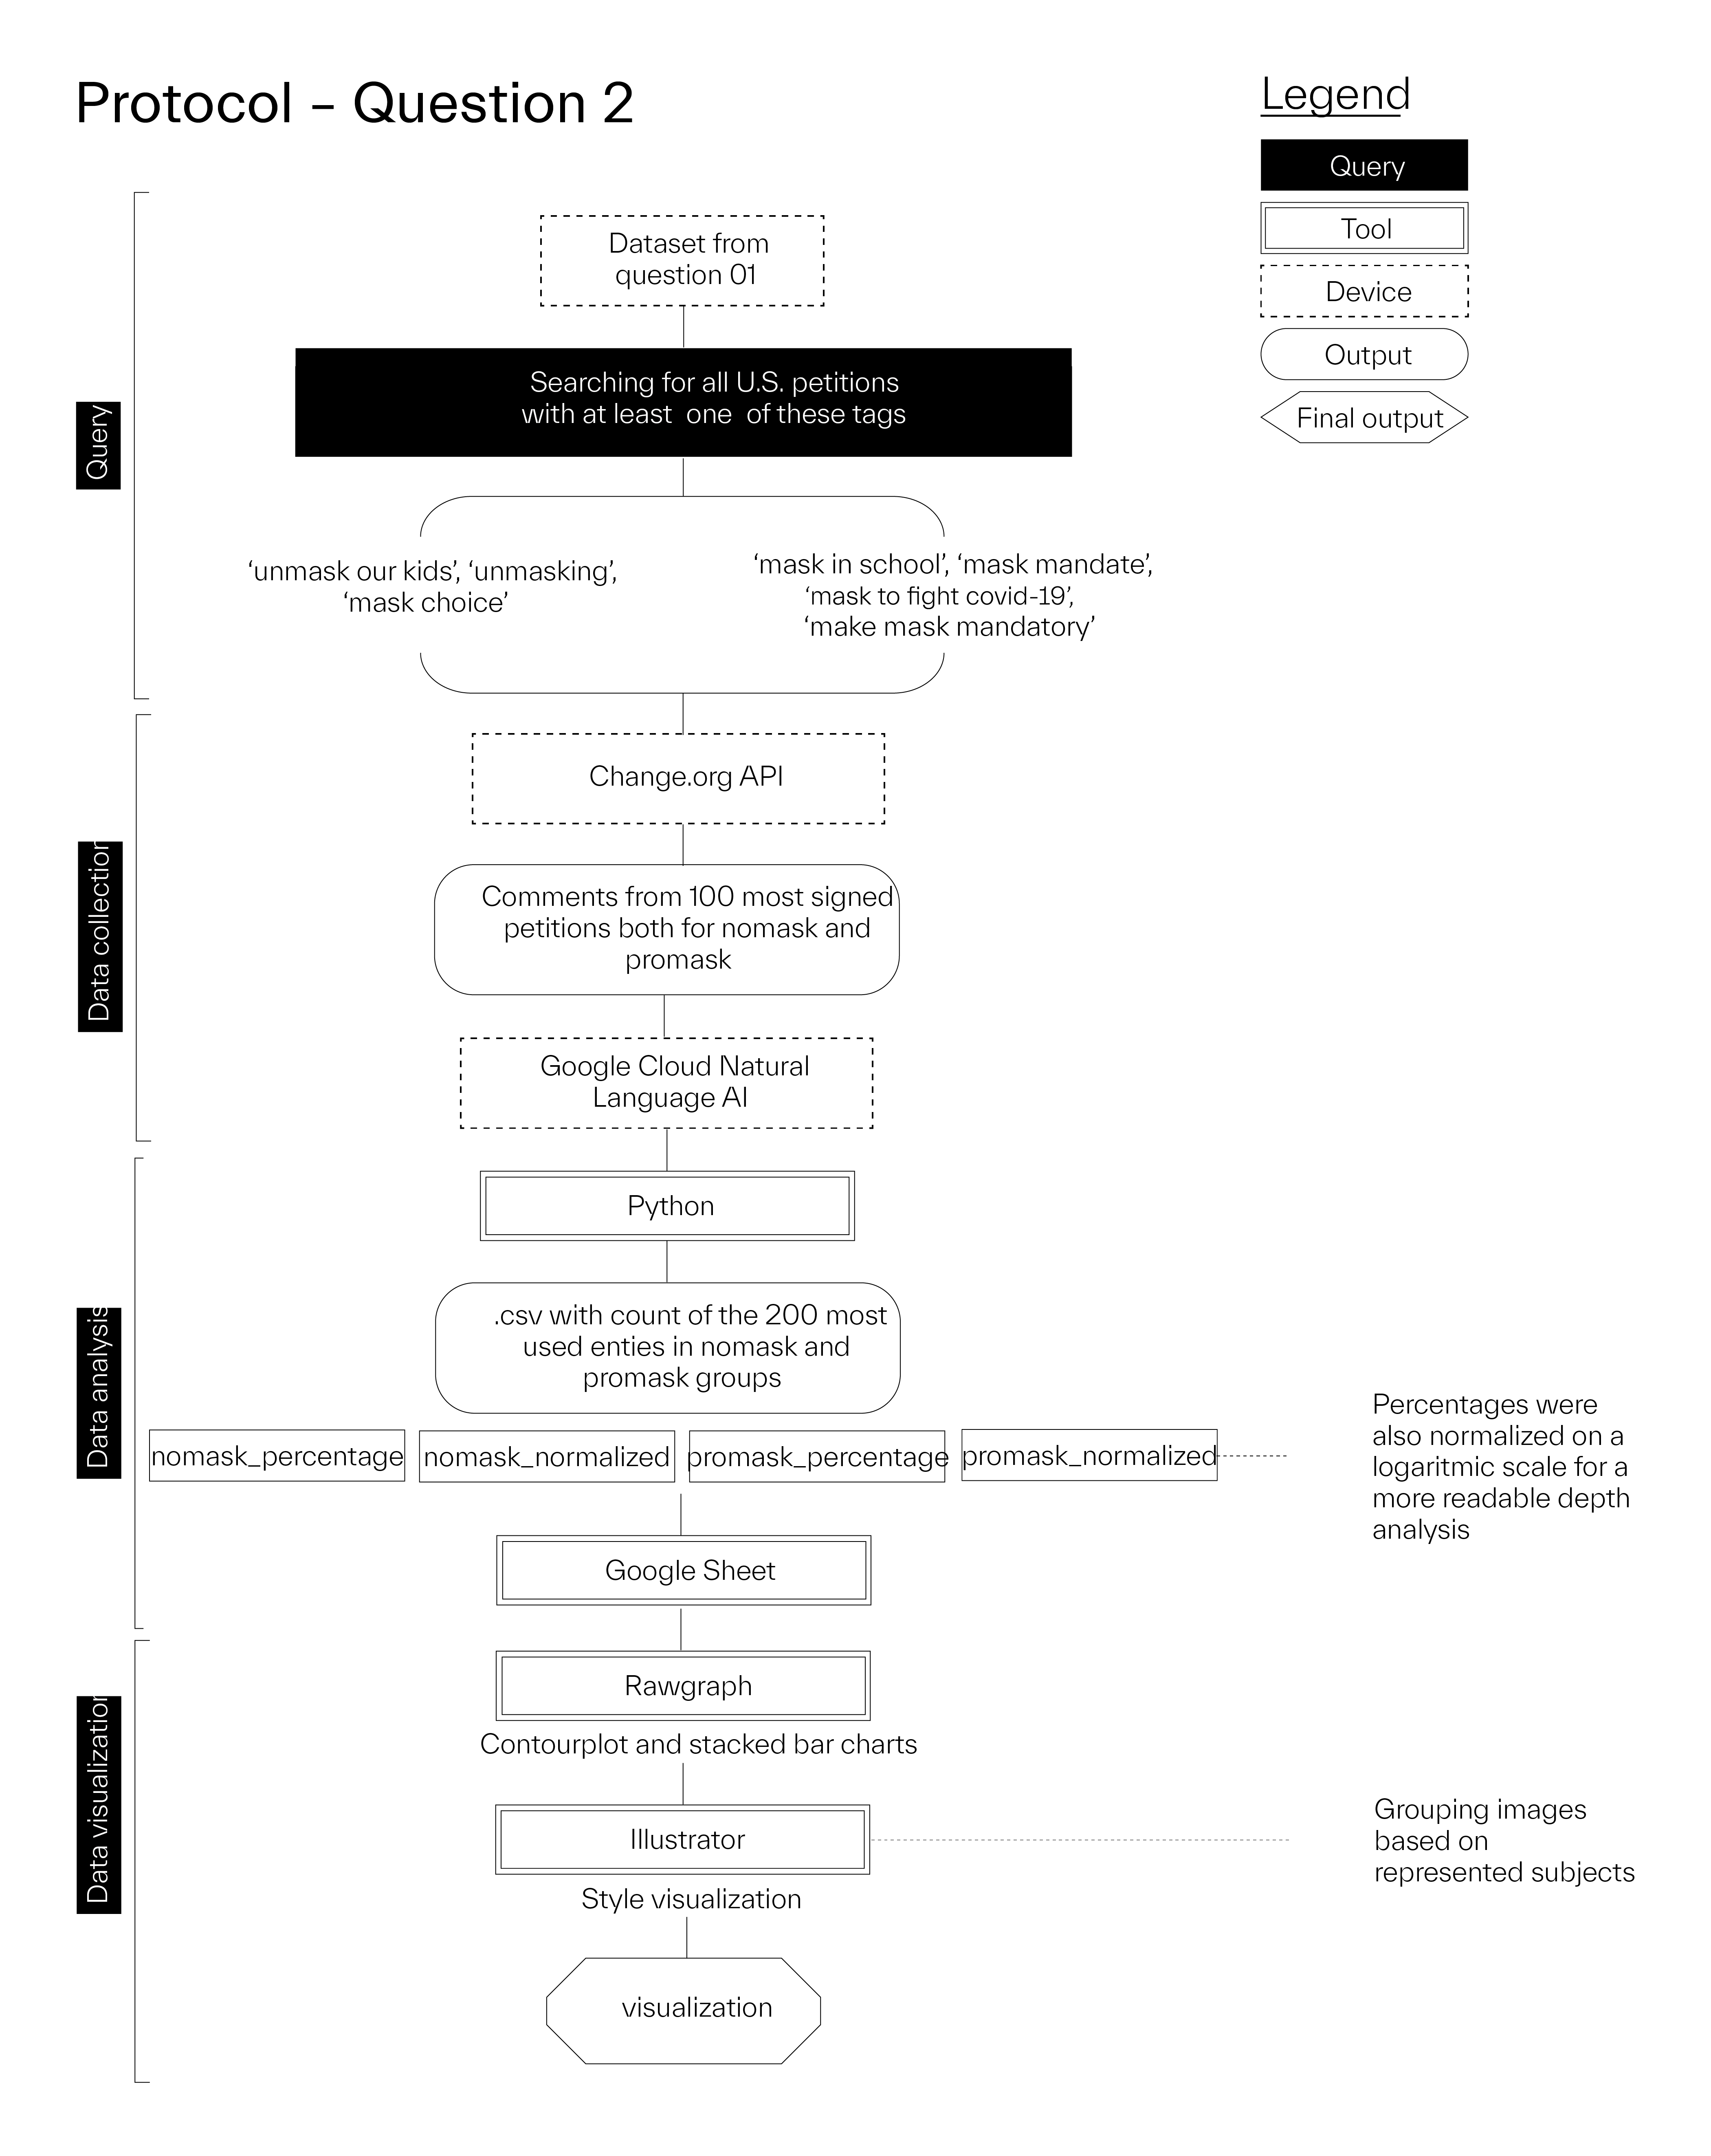 Protocol – Question 2
Legend
Query
Tool
Device
Output
Final output
Query
Dataset from
question 01
Searching for all U.S. petitions
with at least one of these tags
‘unmask our kids’, ‘unmasking’,
‘mask choice’
‘mask in school’, ‘mask mandate’,
‘mask to fight covid-19’,
‘make mask mandatory’
Data collection
Change.org API
Comments from 100 most signed
petitions both for nomask and
promask
Google Cloud Natural
Language AI
Data analysis
Python
.csv with count of the 200 most
used enties in nomask and
promask groups
nomask_percentage
nomask_normalized
promask_percentage
promask_normalized
Percentages were
also normalized on a
logaritmic scale for a
more readable depth
analysis
Google Sheet
Data visualization
Rawgraph
Contourplot and stacked bar charts
Illustrator
Grouping images
based on
represented subjects
Style visualization
visualization